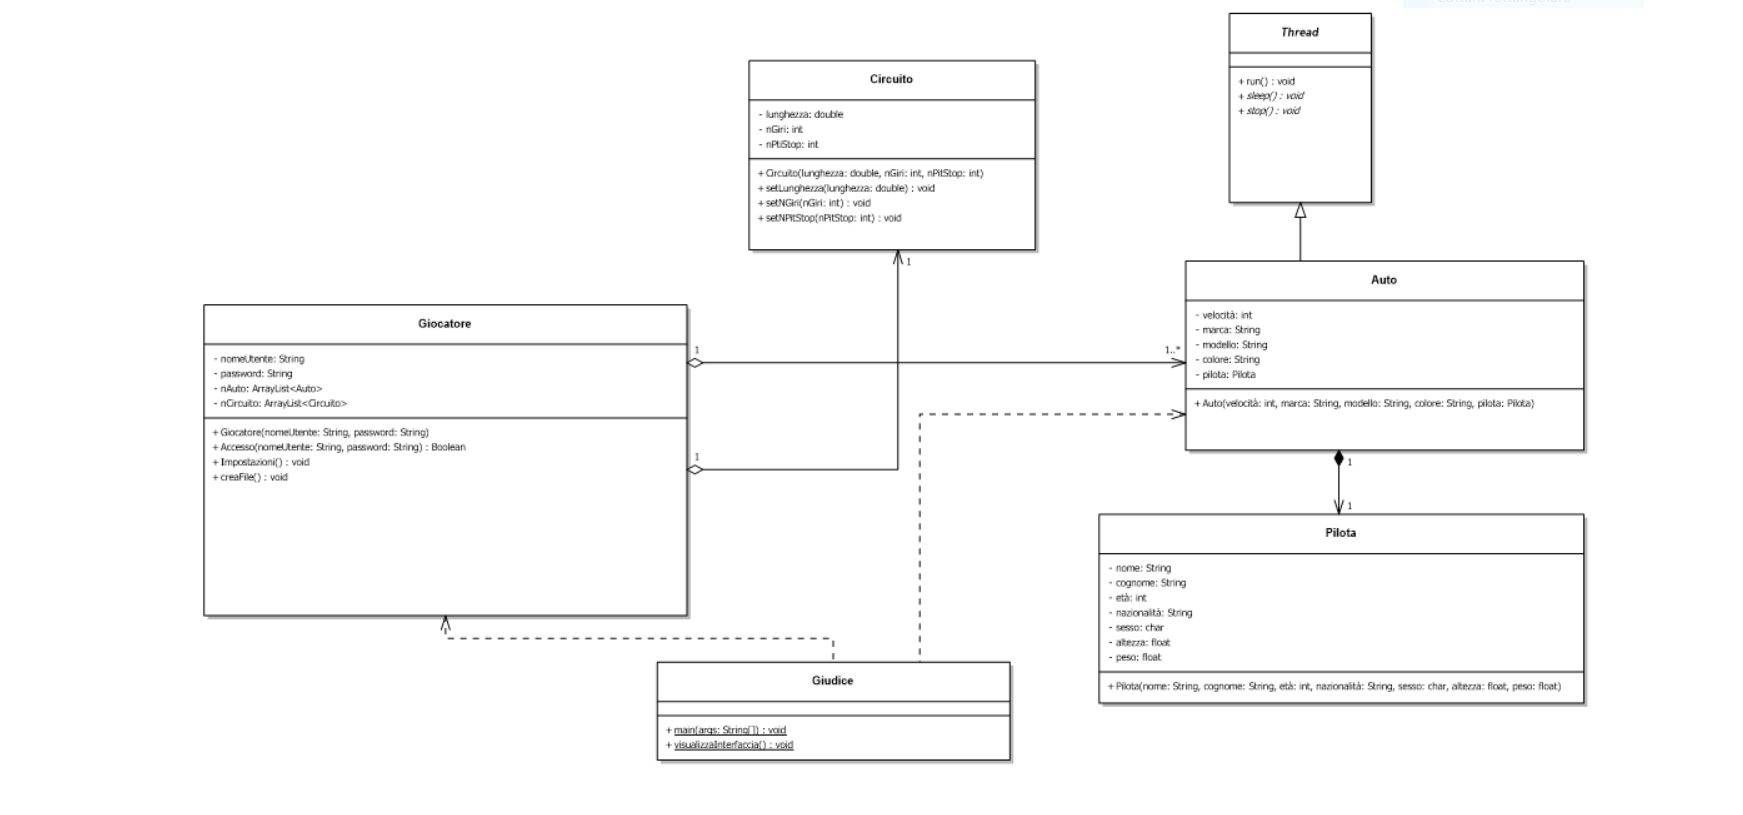 Thread
+ run() : void
+ sleep() : void
+ stop() : void
Circuito
- lunghezza: double
- nGiri: int
- nPtiStop: int
+ Circuito(lunghezza: double, nGiri: int, nPitStop: int)
+ setLunghezza(lunghezza: double) : void
+ setNGiri(nGiri: int) : void
+ setNPitStop(nPitStop: int) : void
1
Giocatore
- nomeUtente: String
- password: String
- nAuto: ArrayList<Auto>
- nCircuito: ArrayList<Circuito>
+ Giocatore(nomeUtente: String, password: String)
+ Accesso(nomeUtente: String, password: String) : Boolean
+ Impostazioni() : void
+ creaFile() : void
1
1..*
1
Auto
- velocità: int
- marca: String
- modello: String
- colore: String
- pilota: Pilota
+ Auto(velocità: int, marca: String, modello: String, colore: String, pilota: Pilota)
1
1
Pilota
- nome: String
- cognome: String
- età: int
- nazionalità: String
- sesso: char
- altezza: float
- peso: float
+ Pilota(nome: String, cognome: String, età: int, nazionalità: String, sesso: char, altezza: float, peso: float)
Giudice
+ main(args: String[]) : void
+ visualizzaInterfaccia() : void